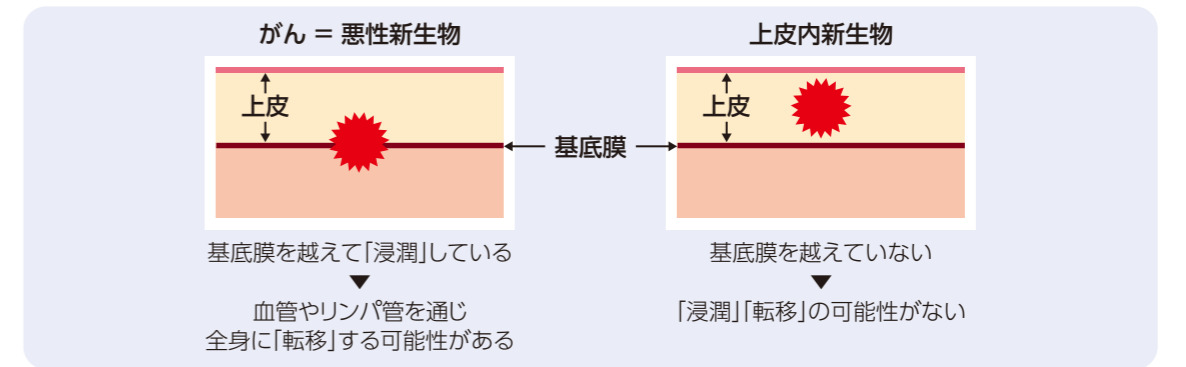 がん = 悪性新生物
上皮
基底膜を越えて「浸潤」している
▼
血管やリンパ管を通じ
全身に「転移」する可能性がある
基底膜
上皮内新生物
上皮
基底膜を越えていない
▼
「浸潤」「転移」の可能性がない